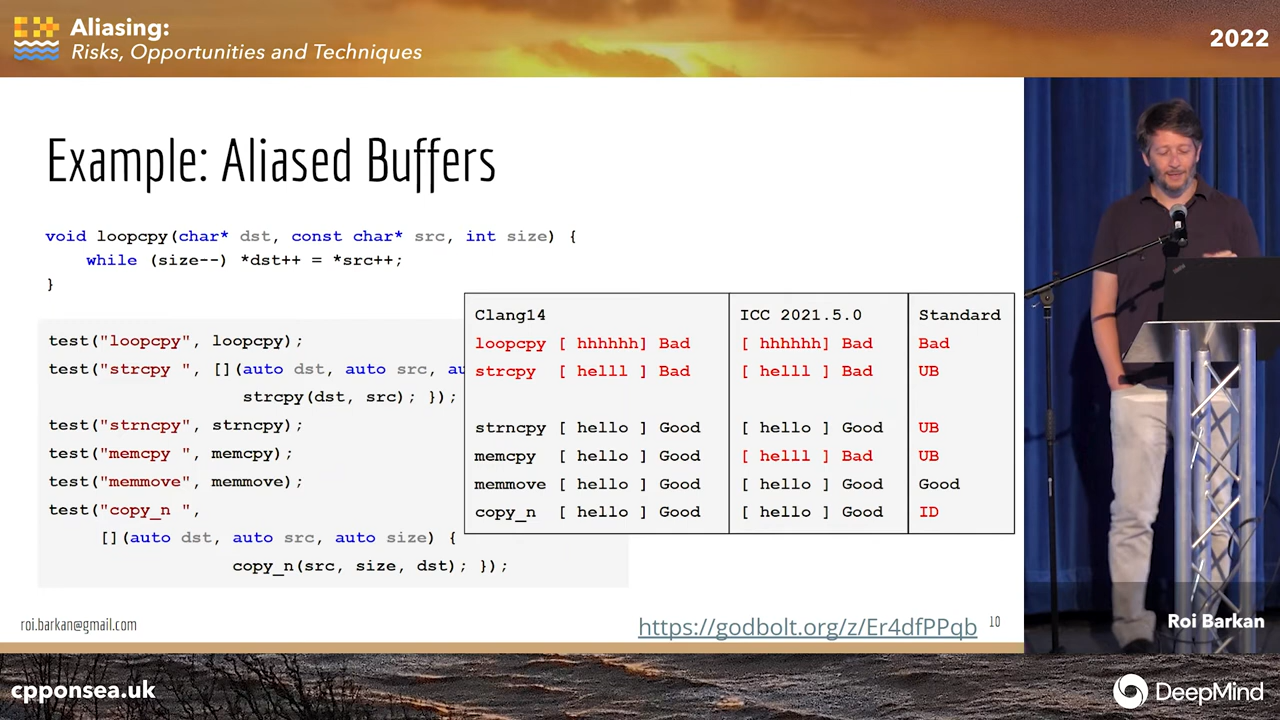 Aliasing:
Risks, Opportunities and Techniques
2022
Example: Aliased Buffers
void loopcpy(char* dst, const char* src, int size) {
    while (size--) *dst++ = *src++;
}
test("loopcpy", loopcpy);
test("strcpy ", [](auto dst, auto src, au
strcpy(dst, src); });
test("strncpy", strncpy);
test("memcpy ", memcpy);
test("memmove", memmove);
test("copy_n ",
[](auto dst, auto src, auto size) {
copy_n(src, size, dst); });
Clang14 ICC 2021.5.0 Standard
loopcpy [ hhhhhh] Bad [ hhhhhh] Bad Bad
strcpy [ helll ] Bad [ helll ] Bad UB
strncpy [ hello ] Good [ hello ] Good UB
memcpy [ hello ] Good [ helll ] Bad UB
memmove [ hello ] Good [ hello ] Good Good
copy_n [ hello ] Good [ hello ] Good ID
roi.barkan@gmail.com
https://godbolt.org/z/Er4dfPPqb
10
Roi Barkan
cpponsea.uk
DeepMind